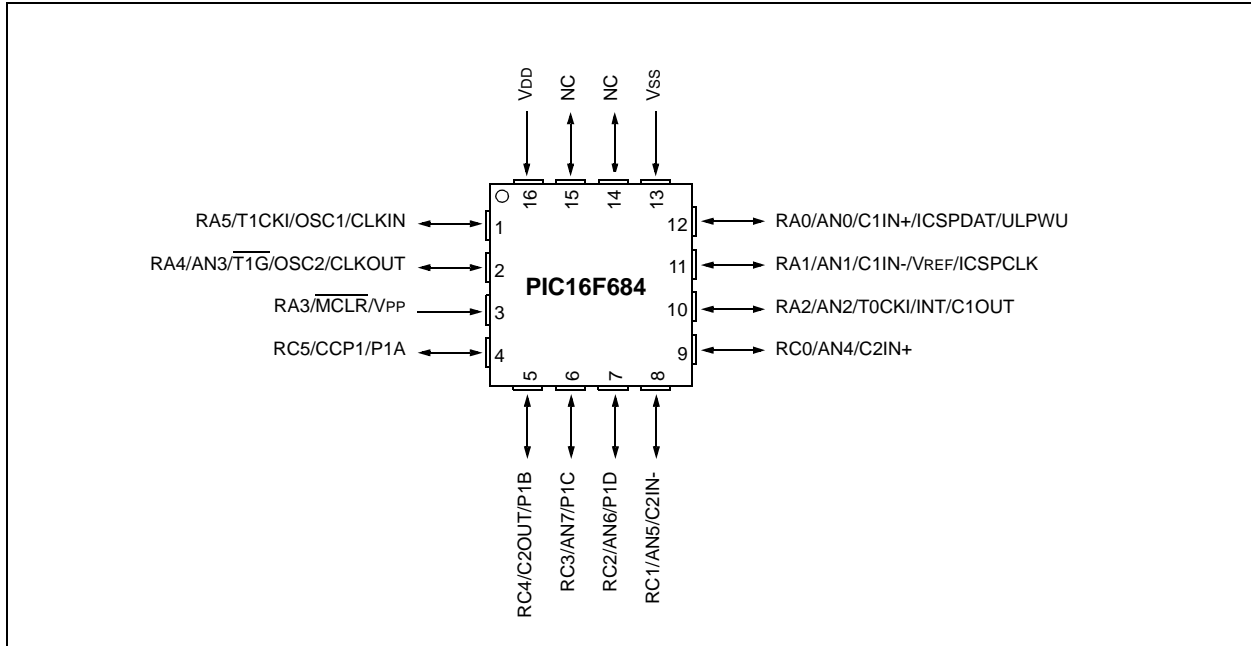 VDD
NC
NC
VSS
16
15
14
13
RA5/T1CKI/OSC1/CLKIN
1
12
RA0/AN0/C1IN+/ICSPDAT/ULPWU
RA4/AN3/T1G/OSC2/CLKOUT
2
11
RA1/AN1/C1IN-/VREF/ICSPCLK
PIC16F684
RA3/MCLR/VPP
3
10
RA2/AN2/T0CKI/INT/C1OUT
RC5/CCP1/P1A
4
9
RC0/AN4/C2IN+
5
6
7
8
RC4/C2OUT/P1B
RC3/AN7/P1C
RC2/AN6/P1D
RC1/AN5/C2IN-